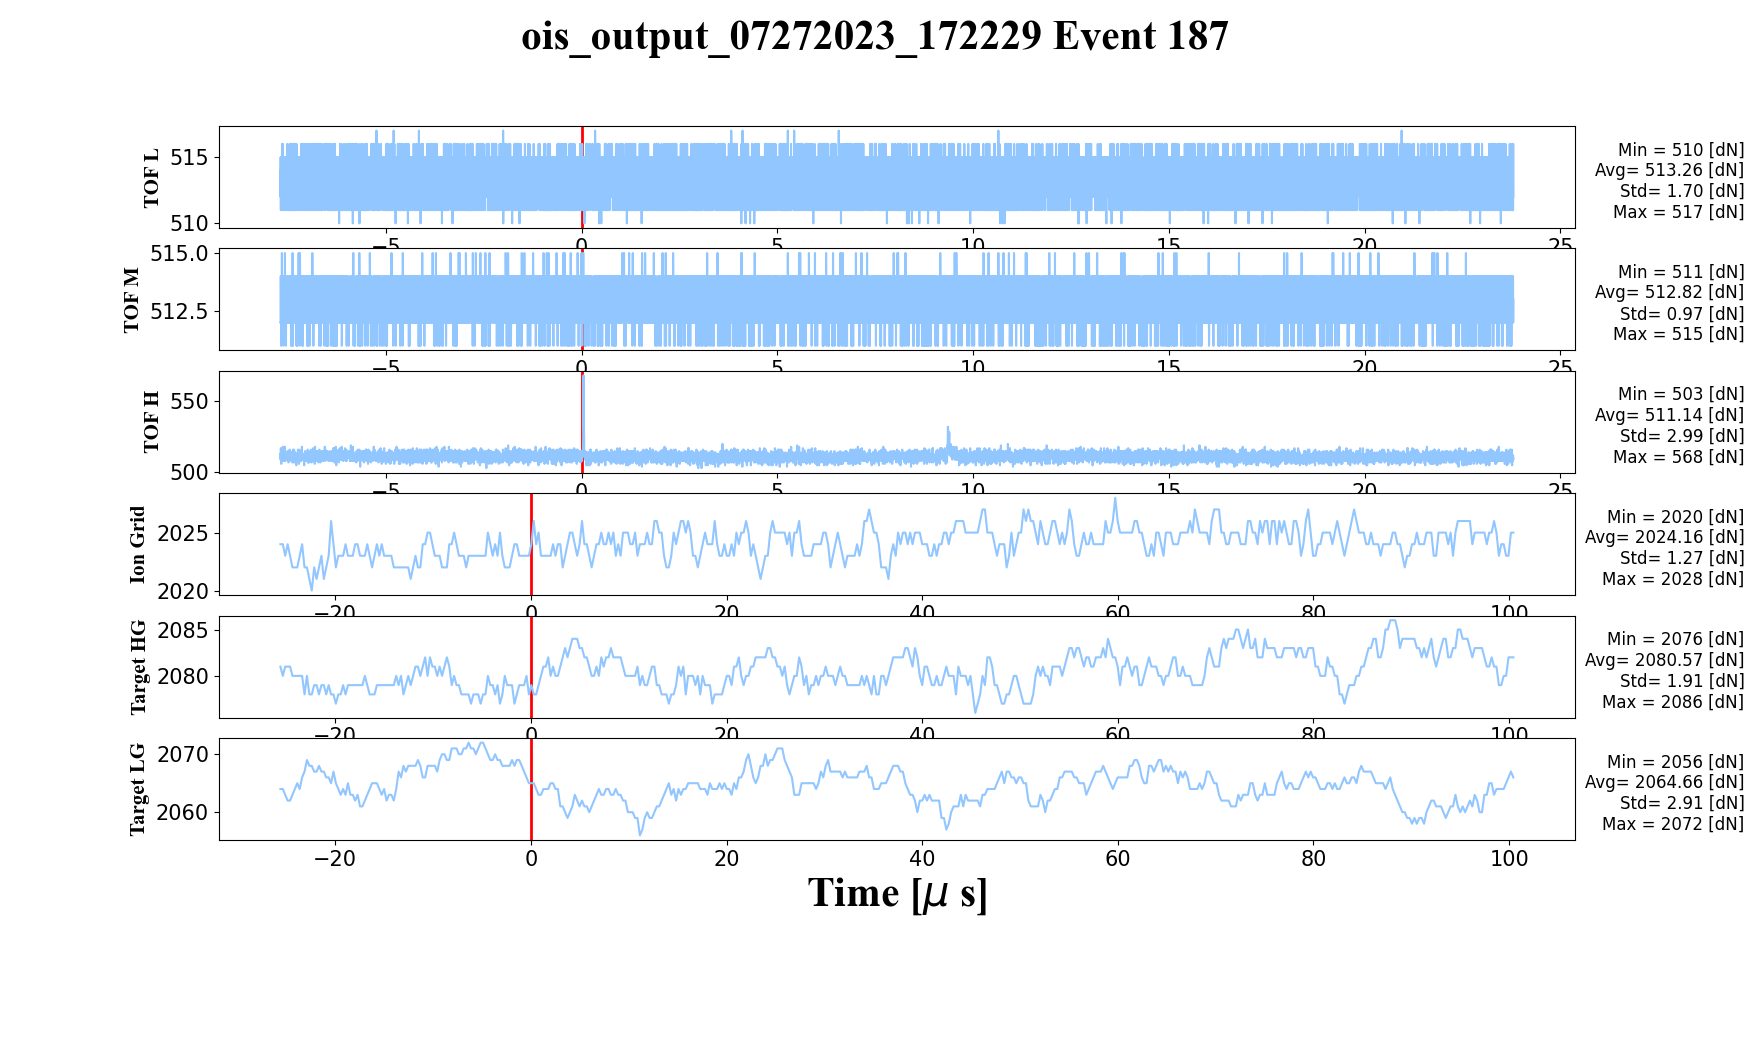 ois_output_07272023_172229 Event 187
TOF L
515
510
Min = 510 [dN]
Avg= 513.26 [dN]
Std= 1.70 [dN]
Max = 517 [dN]
−5 0 5 10 15 20 25
TOF M
515.0
512.5
Min = 511 [dN]
Avg= 512.82 [dN]
Std= 0.97 [dN]
Max = 515 [dN]
−5 0 5 10 15 20 25
TOF H
550
500
Min = 503 [dN]
Avg= 511.14 [dN]
Std= 2.99 [dN]
Max = 568 [dN]
−5 0 5 10 15 20 25
Ion Grid
2025
2020
Min = 2020 [dN]
Avg= 2024.16 [dN]
Std= 1.27 [dN]
Max = 2028 [dN]
−20 0 20 40 60 80 100
Target HG
2085
2080
Min = 2076 [dN]
Avg= 2080.57 [dN]
Std= 1.91 [dN]
Max = 2086 [dN]
−20 0 20 40 60 80 100
Target LG
2070
2060
Min = 2056 [dN]
Avg= 2064.66 [dN]
Std= 2.91 [dN]
Max = 2072 [dN]
−20 0 20 40 60 80 100
Time [μ s]